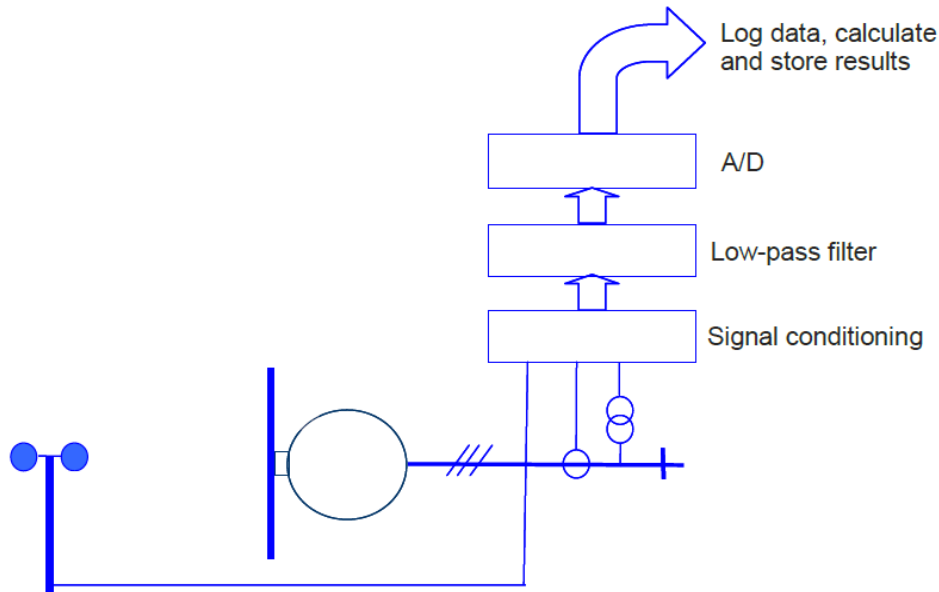 Log data, calculate
and store results
A/D
Low-pass filter
Signal conditioning